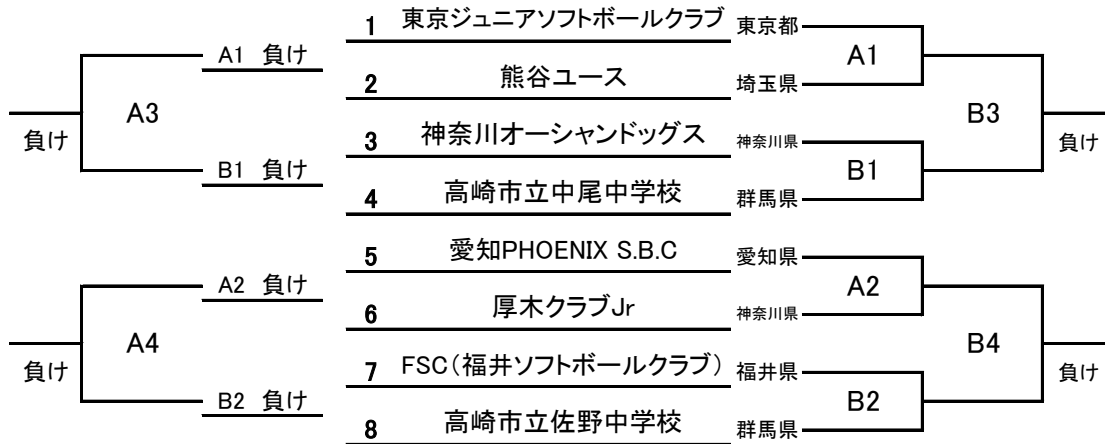 1 東京ジュニアソフトボールクラブ 東京都
A1 負け
A1
2 熊谷ユース 埼玉県
A3
B3
負け
負け
3 神奈川オーシャンドッグス 神奈川県
B1 負け
B1
4 高崎市立中尾中学校 群馬県
5 愛知PHOENIX S.B.C 愛知県
A2 負け
A2
6 厚木クラブJr 神奈川県
A4
B4
負け
負け
7 FSC(福井ソフトボールクラブ) 福井県
B2 負け
B2
8 高崎市立佐野中学校 群馬県